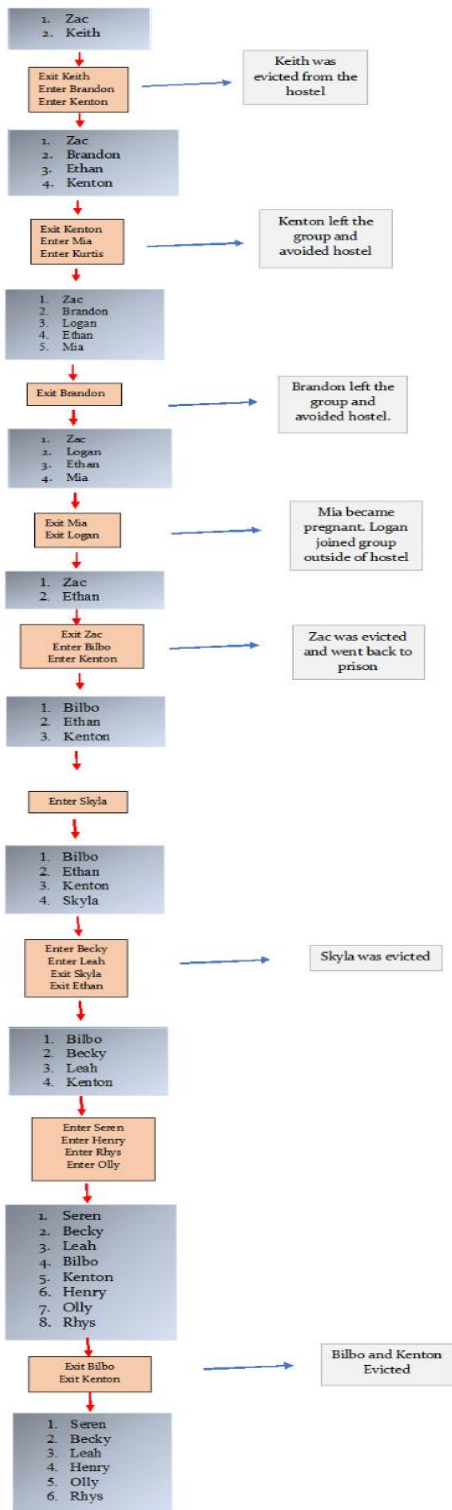 1. Zac
2. Keith
Exit Keith
Enter Brandon
Enter Kenton
Keith was
evicted from the
hostel
1. Zac
2. Brandon
3. Ethan
4. Kenton
Exit Kenton
Enter Mia
Enter Kurtis
Kenton left the
group and
avoided hostel
1. Zac
2. Brandon
3. Logan
4. Ethan
5. Mia
Exit Brandon
Brandon left the
group and
avoided hostel.
1. Zac
2. Logan
3. Ethan
4. Mia
Exit Mia
Exit Logan
Mia became
pregnant. Logan
joined group
outside of hostel
1. Zac
2. Ethan
Exit Zac
Enter Bilbo
Enter Kenton
Zac was evicted
and went back to
prison
1. Bilbo
2. Ethan
3. Kenton
Enter Skyla
1. Bilbo
2. Ethan
3. Kenton
4. Skyla
Enter Becky
Enter Leah
Exit Skyla
Exit Ethan
Skyla was evicted
1. Bilbo
2. Becky
3. Leah
4. Kenton
Enter Seren
Enter Henry
Enter Rhys
Enter Olly
1. Seren
2. Becky
3. Leah
4. Bilbo
5. Kenton
6. Henry
7. Olly
8. Rhys
Exit Bilbo
Exit Kenton
Bilbo and Kenton
Evicted
1. Seren
2. Becky
3. Leah
4. Henry
5. Olly
6. Rhys